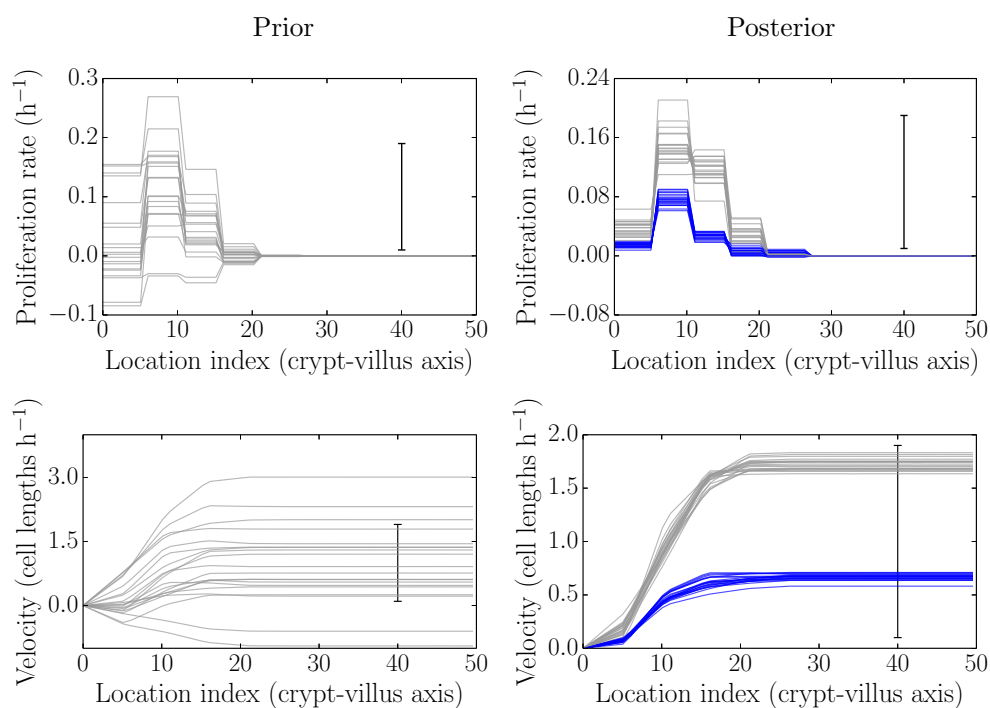 Prior
Posterior
Proliferation rate (h⁻¹)
0.3
0.2
0.1
0.0
−0.1
0 10 20 30 40 50
Location index (crypt-villus axis)
Proliferation rate (h⁻¹)
0.24
0.16
0.08
0.00
−0.08
0 10 20 30 40 50
Location index (crypt-villus axis)
Velocity (cell lengths h⁻¹)
3.0
1.5
0.0
0 10 20 30 40 50
Location index (crypt-villus axis)
Velocity (cell lengths h⁻¹)
2.0
1.5
1.0
0.5
0.0
0 10 20 30 40 50
Location index (crypt-villus axis)